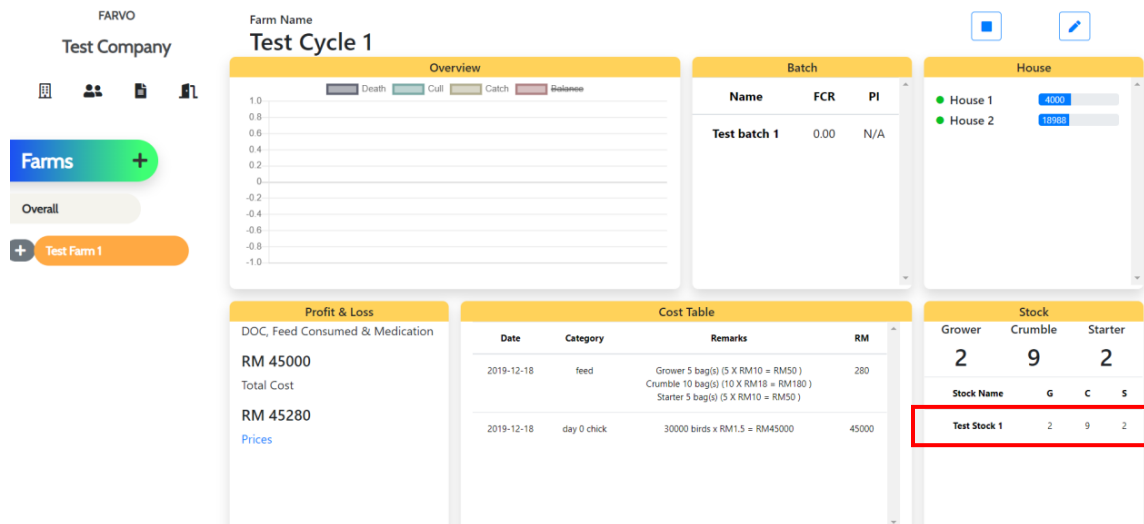 FARVO
Test Company
Farms +
Overall
+ Test Farm 1
Farm Name
Test Cycle 1
Overview
Death Cull Catch Balance
1.0
0.8
0.6
0.4
0.2
0
-0.2
-0.4
-0.6
-0.8
-1.0
Batch
Name FCR PI
Test batch 1 0.00 N/A
House
House 1 4000
House 2 18988
Profit & Loss
DOC, Feed Consumed & Medication
RM 45000
Total Cost
RM 45280
Prices
Cost Table
Date Category Remarks RM
2019-12-18 feed Grower 5 bag(s) (5 X RM10 = RM50 ) 280
Crumble 10 bag(s) (10 X RM18 = RM180 )
Starter 5 bag(s) (5 X RM10 = RM50 )
2019-12-18 day 0 chick 30000 birds x RM1.5 = RM45000 45000
Stock
Grower Crumble Starter
2 9 2
Stock Name G C S
Test Stock 1 2 9 2